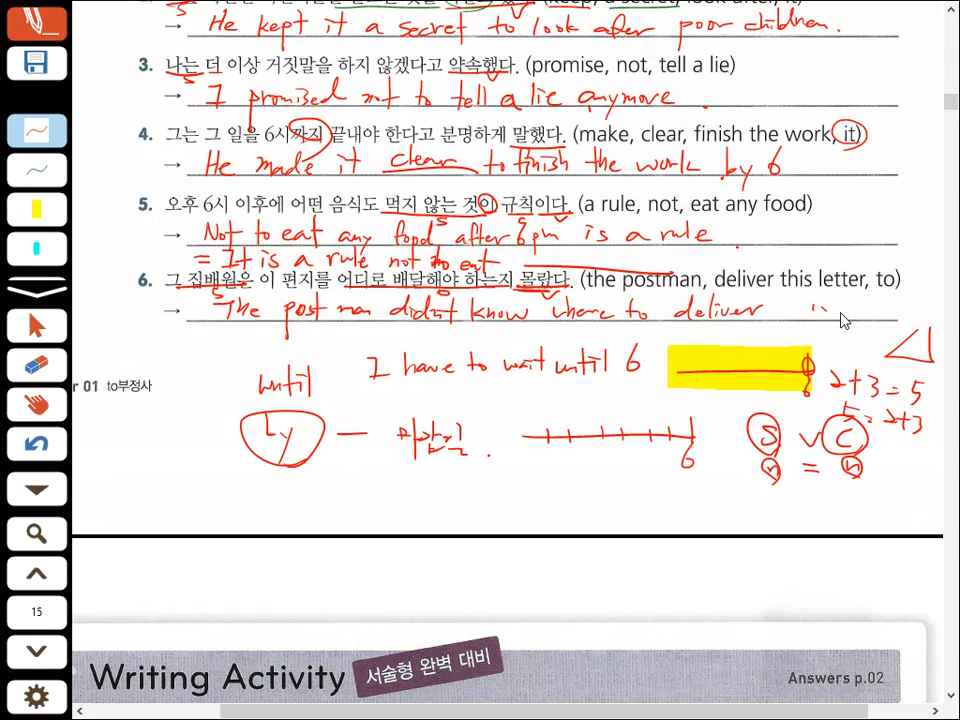 He kept it a secret to look after poor children.
3. 나는 더 이상 거짓말을 하지 않겠다고 약속했다. (promise, not, tell a lie)
→ I promised not to tell a lie anymore.
4. 그는 그 일을 6시까지 끝내야 한다고 분명하게 말했다. (make, clear, finish the work, it)
→ He made it clear to finish the work by 6
5. 오후 6시 이후에 어떤 음식도 먹지 않는 것이 규칙이다. (a rule, not, eat any food)
→ Not to eat any food after 6pm is a rule.
= It is a rule not to eat
6. 그 집배원은 이 편지를 어디로 배달해야 하는지 몰랐다. (the postman, deliver this letter, to)
→ The postman didn't know where to deliver "
I have to wait until 6
6
2+3=5
5=2+3
r 01 to부정사
until
6
S v C
n = n
15
Writing Activity 서술형 완벽 대비
Answers p.02